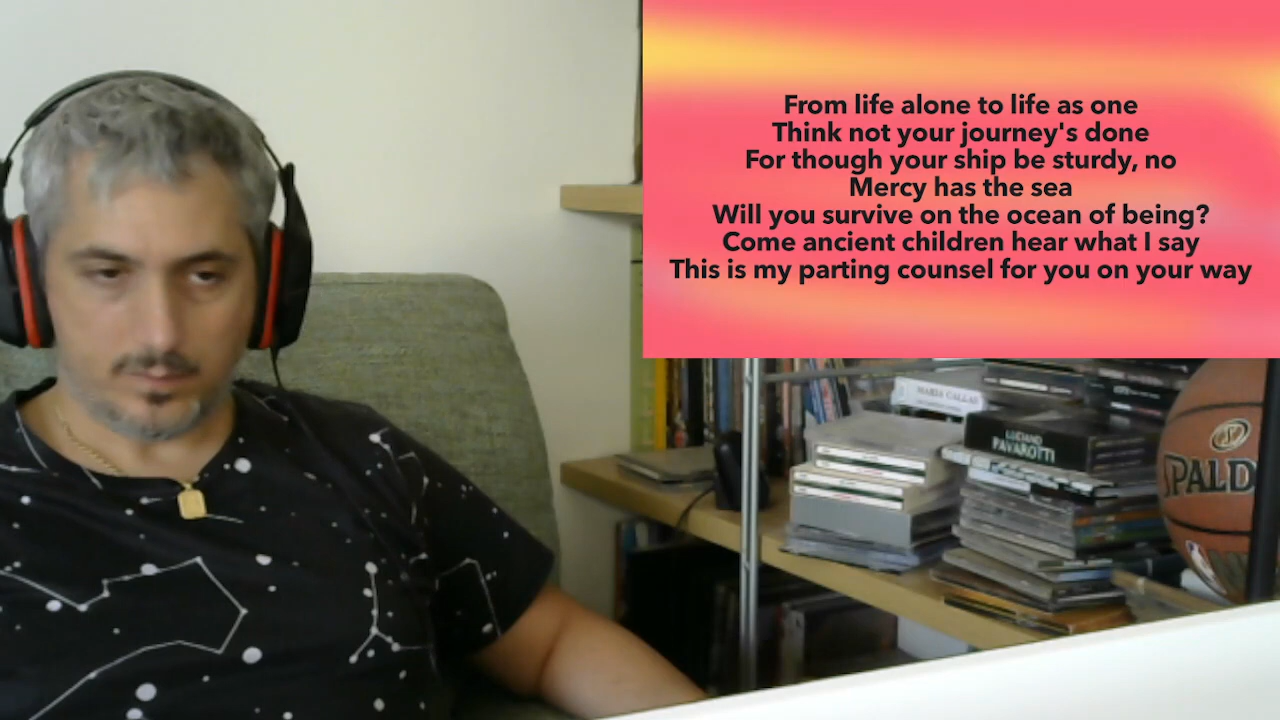 From life alone to life as one
Think not your journey's done
For though your ship be sturdy, no
Mercy has the sea
Will you survive on the ocean of being?
Come ancient children hear what I say
This is my parting counsel for you on your way
MARIA CALLAS
LUCIANO
PAVAROTTI
SPALD